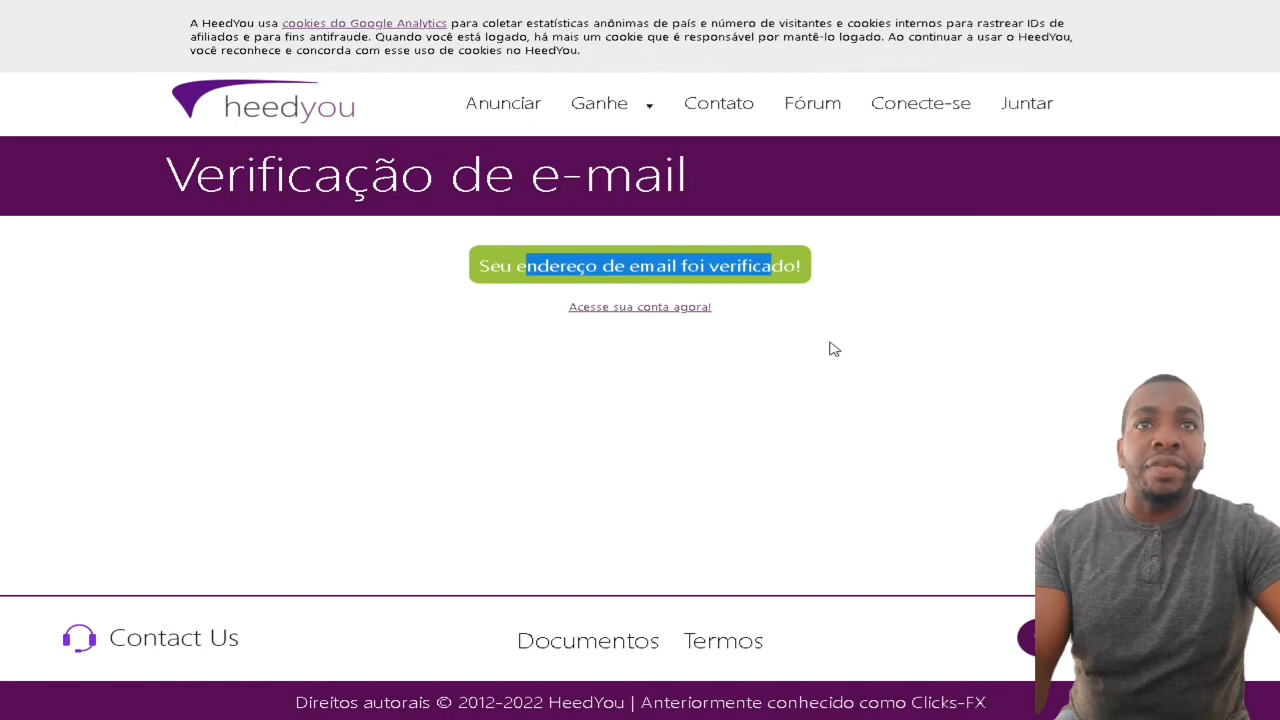 A HeedYou usa cookies do Google Analytics para coletar estatísticas anônimas de país e número de visitantes e cookies internos para rastrear IDs de
afiliados e para fins antifraude. Quando você está logado, há mais um cookie que é responsável por mantê-lo logado. Ao continuar a usar o HeedYou,
você reconhece e concorda com esse uso de cookies no HeedYou.
heedyou
Anunciar Ganhe Contato Fórum Conecte-se Juntar
Verificação de e-mail
Seu endereço de email foi verificado!
Acesse sua conta agora!
Contact Us
Documentos Termos
Direitos autorais © 2012-2022 HeedYou | Anteriormente conhecido como Clicks-FX